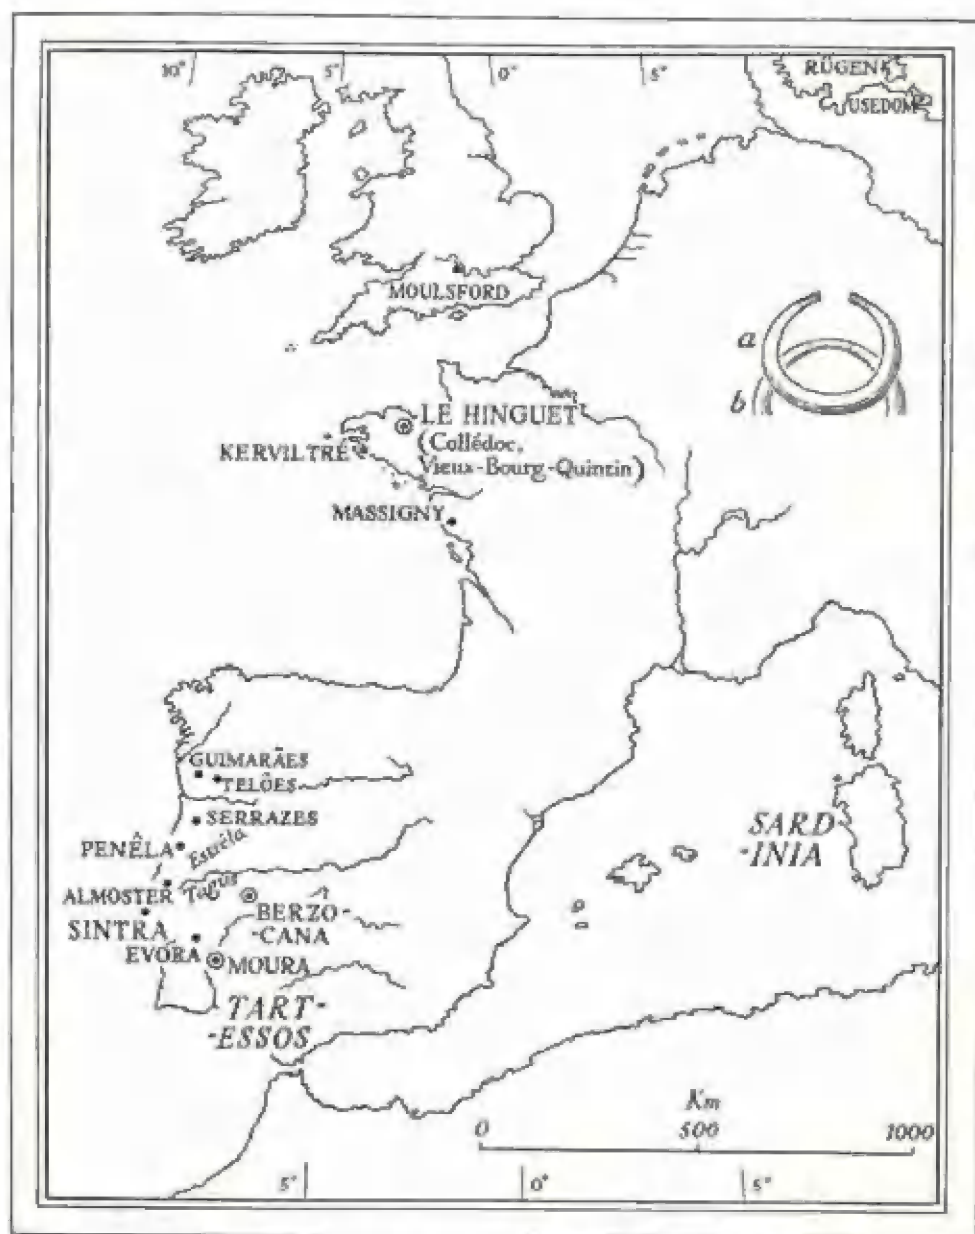 10° 5° 0° 5°
RÜGEN
USEDOM
MOULSFORD
a
b
LE HINGUET
(Collédoc,
Vieux-Bourg-Quintin)
KERVILTRÉ
MASSIGNY
GUIMARÃES
TELÕES
SERRAZES
Estrêla
PENÊLA
Tagus
ALMOSTER
BERZO-
-CANA
SINTRA
EVORA
MOURA
TART-
-ESSOS
SARD
-INIA
Km
0 500 1000
5° 0° 5°